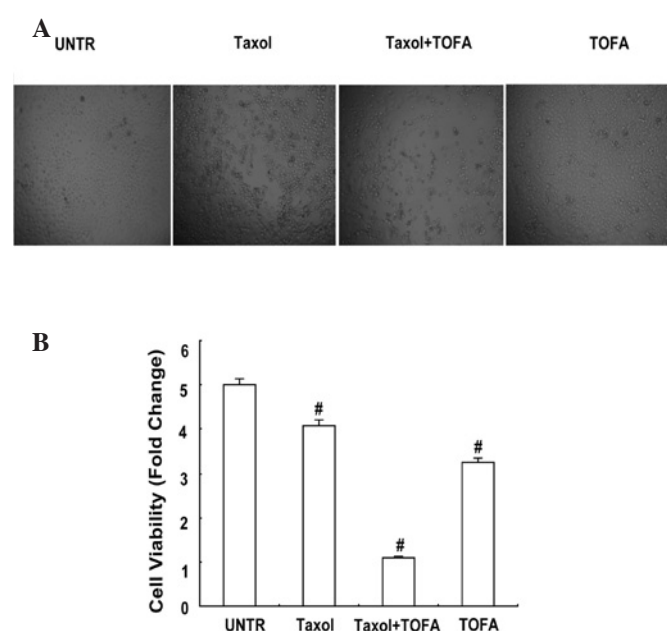 A
UNTR Taxol Taxol+TOFA TOFA
B
Cell Viability (Fold Change)
6
5
4
3
2
1
0
#
#
#
UNTR Taxol Taxol+TOFA TOFA